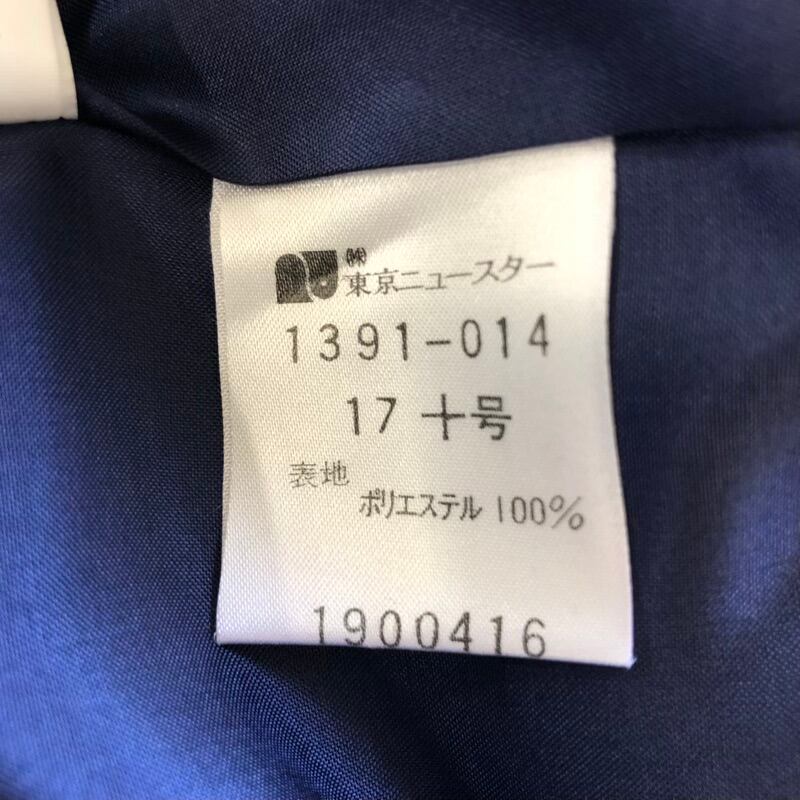 ㈱
東京ニュースター
1391-014
17 十号
表地
ポリエステル 100%
1900416